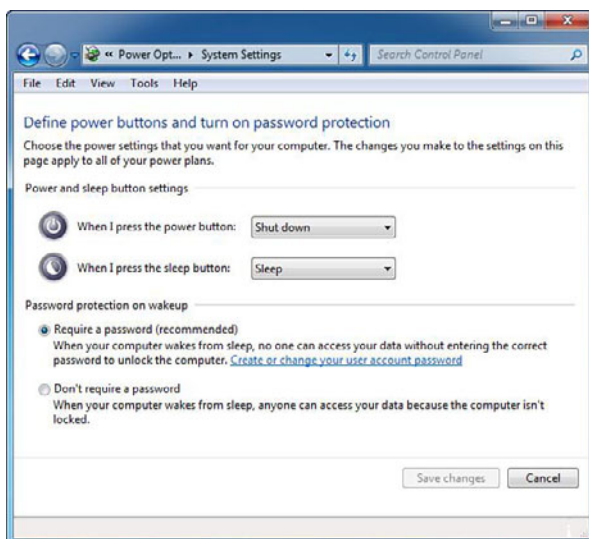 « Power Opt... ▸ System Settings
Search Control Panel
File Edit View Tools Help
Define power buttons and turn on password protection
Choose the power settings that you want for your computer. The changes you make to the settings on this
page apply to all of your power plans.
Power and sleep button settings
When I press the power button: Shut down
When I press the sleep button: Sleep
Password protection on wakeup
Require a password (recommended)
When your computer wakes from sleep, no one can access your data without entering the correct
password to unlock the computer. Create or change your user account password
Don't require a password
When your computer wakes from sleep, anyone can access your data because the computer isn't
locked.
Save changes Cancel